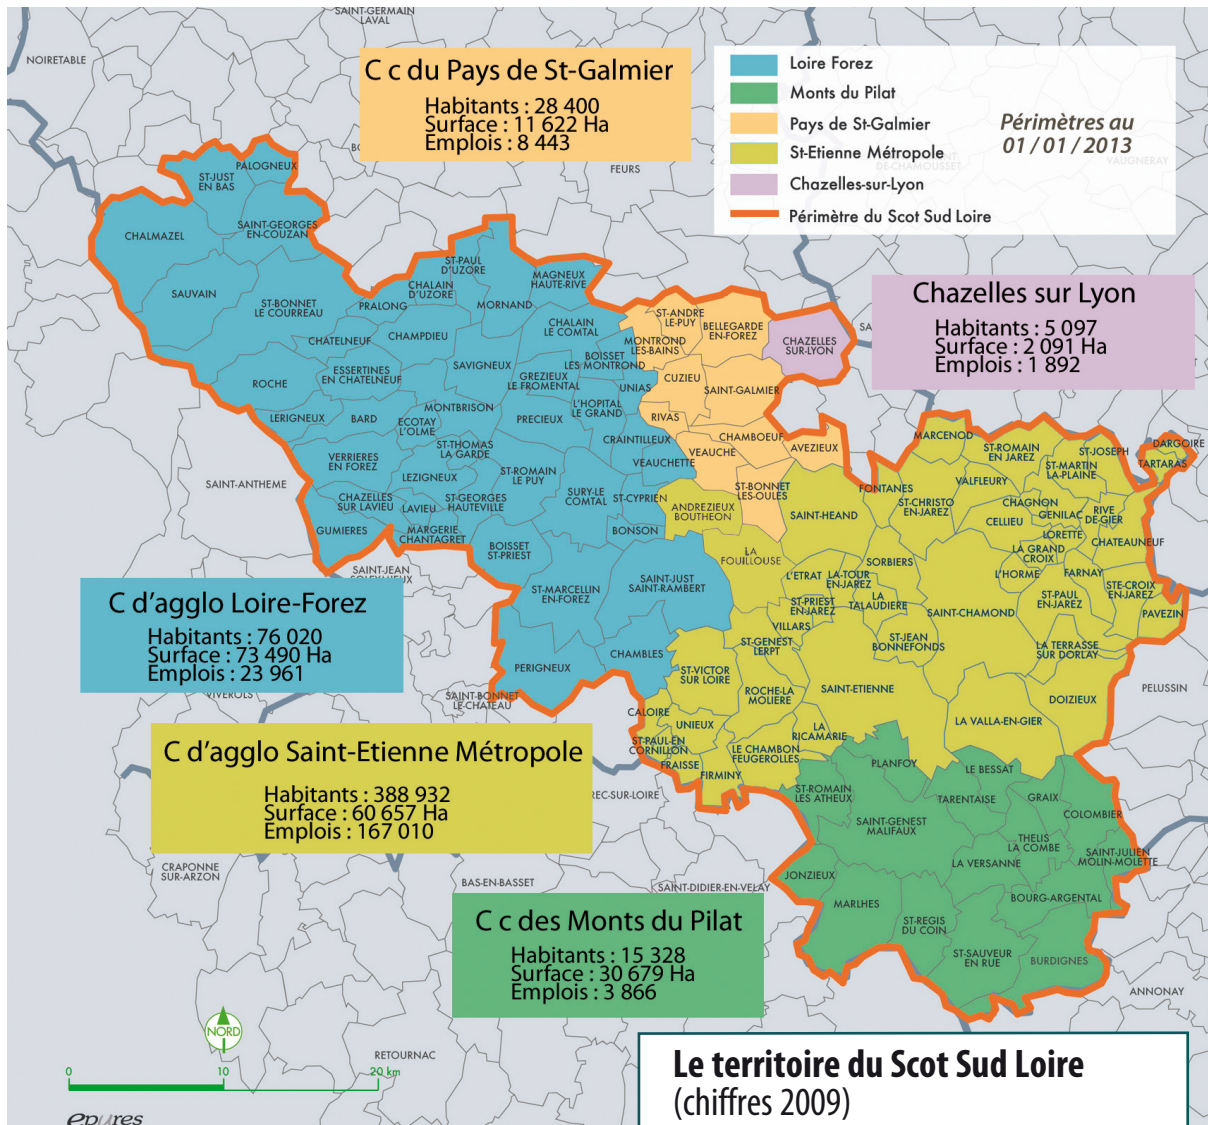 SAINT-GERMAIN
LAVAL
NOIRETABLE
C c du Pays de St-Galmier
Habitants : 28 400
Surface : 11 622 Ha
Emplois : 8 443
FEURS
Loire Forez
Monts du Pilat
Pays de St-Galmier
St-Etienne Métropole
Chazelles-sur-Lyon
Périmètre du Scot Sud Loire
Périmètres au
01 / 01 / 2013
DE-CHAMOUSSET
VAUGNERAY
Chazelles sur Lyon
Habitants : 5 097
Surface : 2 091 Ha
Emplois : 1 892
PALOGNEUX
ST-JUST
EN BAS
SAINT-GEORGES
EN-COUZAN
CHALMAZEL
SAUVAIN
ST-BONNET
LE COURREAU
ST-PAUL
D'UZORE
CHALAIN
D'UZORE
MAGNEUX
HAUTE-RIVE
PRALONG
MORNAND
CHAMPDIEU
CHATELNEUF
CHALAIN
LE COMTAL
BOISSET
LES MONTROND
ESSERTINES
EN CHATELNEUF
SAVIGNEUX
GREZIEUX
LE FROMENTAL
UNIAS
ROCHE
LERIGNEUX
BARD
MONTBRISON
ECOTAY
L'OLME
PRECIEUX
L'HOPITAL
LE GRAND
CRAINTILLEUX
VEAUCHETTE
ST-THOMAS
LA GARDE
VERRIERES
EN FOREZ
LEZIGNEUX
ST-ROMAIN
LE PUY
SURY-LE
COMTAL
ST-CYPRIEN
CHAZELLES
SUR LAVIEU
LAVIEU
ST-GEORGES
HAUTEVILLE
GUMIERES
MARGERIE
CHANTAGRET
BONSON
BOISSET
ST-PRIEST
ST-MARCELLIN
EN-FOREZ
SAINT-JUST
SAINT-RAMBERT
CHAMBLES
PERIGNEUX
ST-ANDRE
LE-PUY
BELLEGARDE
EN-FOREZ
MONTROND
LES-BAINS
CHAZELLES
SUR-LYON
CUZIEU
SAINT-GALMIER
RIVAS
CHAMBOEUF
VEAUCHE
AVEZIEUX
ST-BONNET
LES-OULES
ANDREZIEUX
BOUTHEON
SAINT-HEAND
FONTANES
MARCENOD
ST-ROMAIN
EN JAREZ
ST-JOSEPH
DARGOIRE
TARTARAS
ST-MARTIN
LA-PLAINE
VALFLEURY
ST-CHRISTO
EN-JAREZ
CHAGNON
GENILAC
RIVE
DE-GIER
CELLIEU
LORETTE
CHATEAUNEUF
LA GRAND
CROIX
LA
FOUILLOUSE
SORBIERS
L'ETRAT
LA-TOUR
EN-JAREZ
L'HORME
FARNAY
STE-CROIX
EN-JAREZ
ST-PRIEST
EN-JAREZ
LA
TALAUDIERE
SAINT-CHAMOND
ST-PAUL
EN-JAREZ
PAVEZIN
VILLARS
ST-GENEST
LERPT
ST-JEAN
BONNEFONDS
LA TERRASSE
SUR DORLAY
ST-VICTOR
SUR LOIRE
ROCHE-LA
MOLIERE
SAINT-ETIENNE
DOIZIEUX
PELUSSIN
CALOIRE
UNIEUX
LA
RICAMARIE
LA VALLA-EN-GIER
ST-PAUL-EN
CORNILLON
LE CHAMBON
FEUGEROLLES
FRAISSE
FIRMINY
PLANFOY
LE BESSAT
ST-ROMAIN
LES ATHEUX
TARENTAISE
GRAIX
COLOMBIER
SAINT-GENEST
MALIFAUX
THELIS
LA COMBE
SAINT-JULIEN
MOLIN-MOLETTE
LA VERSANNE
JONZIEUX
MARLHES
BOURG-ARGENTAL
ST-REGIS
DU COIN
ST-SAUVEUR
EN RUE
BURDIGNES
ANNONAY
SAINT-ANTHEME
SAINT-JEAN
SOLEYMIEUX
C d'agglo Loire-Forez
Habitants : 76 020
Surface : 73 490 Ha
Emplois : 23 961
VIVEROLS
SAINT-BONNET
LE-CHATEAU
C d'agglo Saint-Etienne Métropole
Habitants : 388 932
Surface : 60 657 Ha
Emplois : 167 010
REC-SUR-LOIRE
CRAPONNE
SUR-ARZON
BAS-EN-BASSET
SAINT-DIDIER-EN-VELAY
C c des Monts du Pilat
Habitants : 15 328
Surface : 30 679 Ha
Emplois : 3 866
NORD
RETOURNAC
0 10 20 km
epures
Le territoire du Scot Sud Loire
(chiffres 2009)